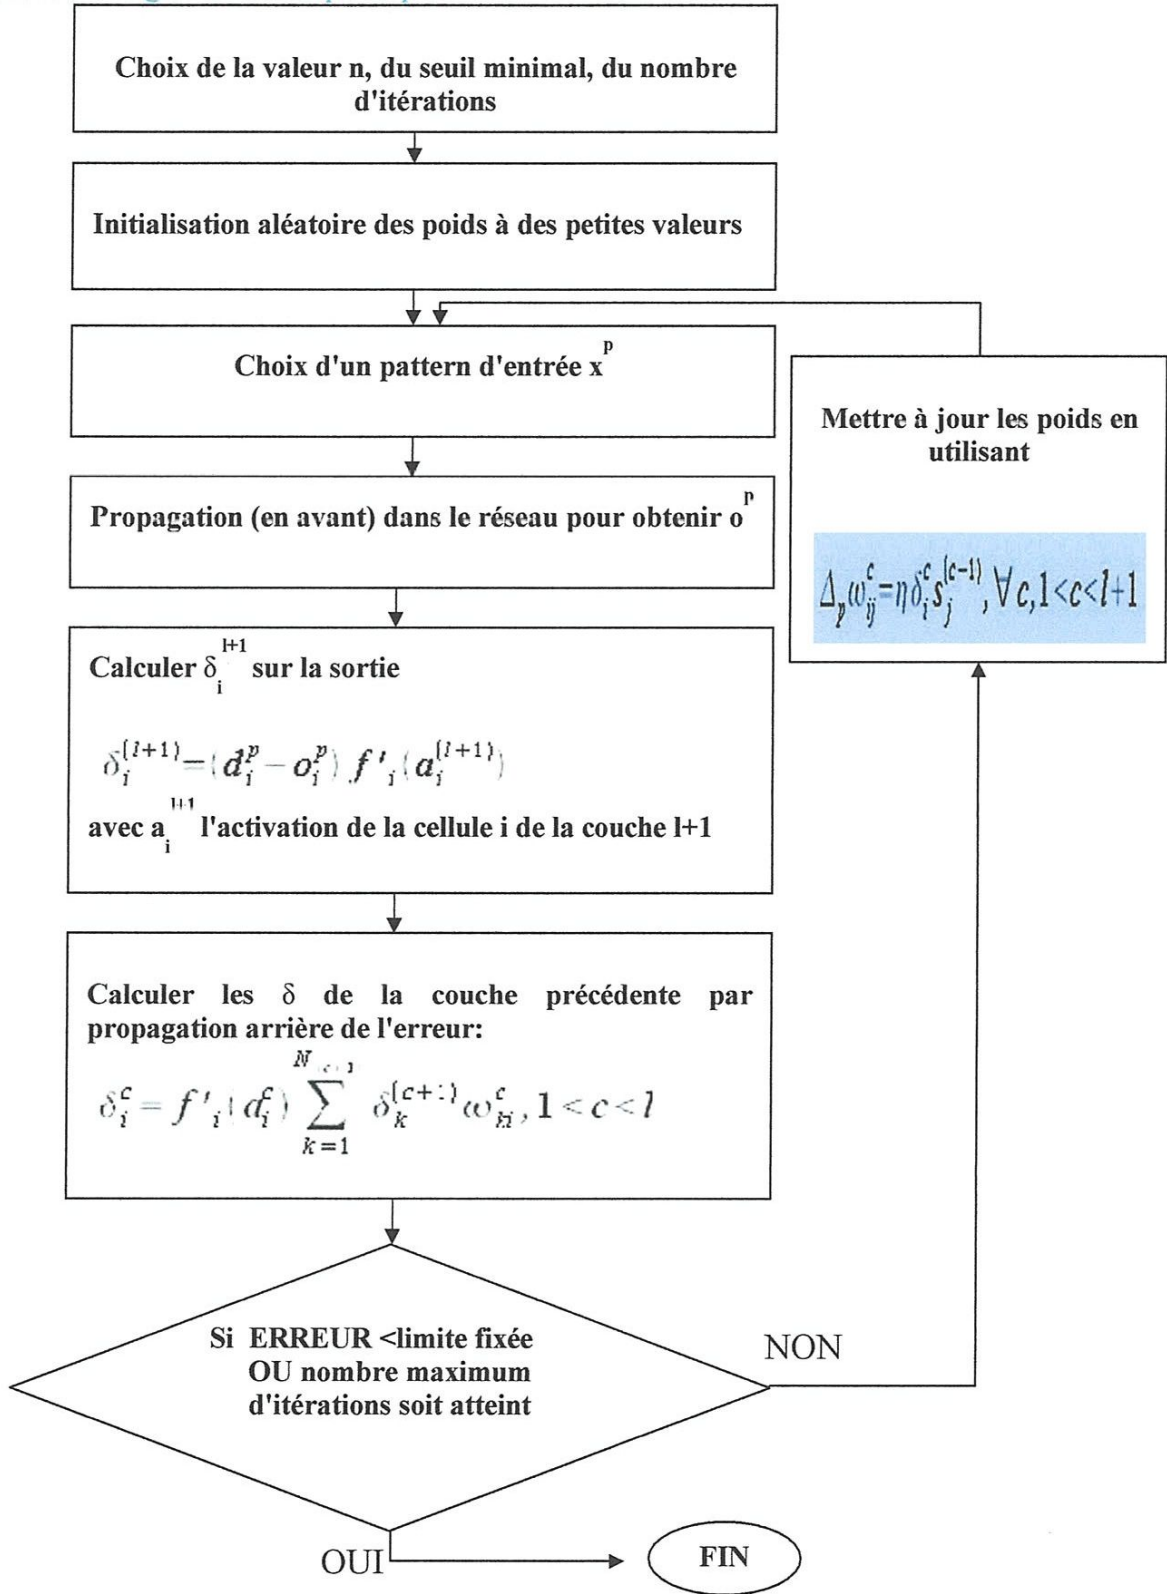 Choix de la valeur n, du seuil minimal, du nombre
d'itérations
Initialisation aléatoire des poids à des petites valeurs
Choix d'un pattern d'entrée x^p
Mettre à jour les poids en
utilisant
Δ_p ω_ij^c = η δ_i^c s_j^(c-1), ∀ c, 1<c<l+1
Propagation (en avant) dans le réseau pour obtenir o^p
Calculer δ_i^l+1 sur la sortie
δ_i^(l+1) = (d_i^p − o_i^p) f'_i (a_i^(l+1))
avec a_i^l+1 l'activation de la cellule i de la couche l+1
Calculer les δ de la couche précédente par
propagation arrière de l'erreur:
δ_i^c = f'_i (a_i^c) ∑_{k=1}^{N_(c+1)} δ_k^(c+1) ω_ki^c, 1 < c < l
Si ERREUR <limite fixée
OU nombre maximum
d'itérations soit atteint
NON
OUI
FIN